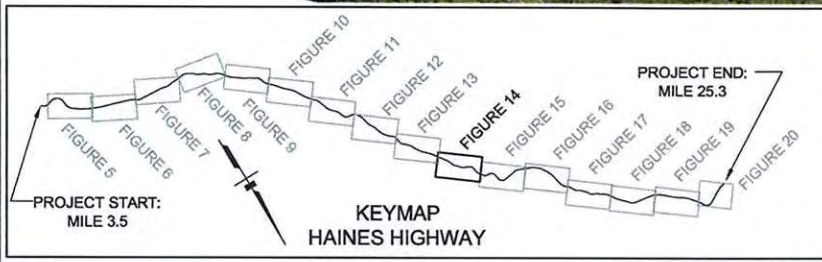 FIGURE 5
FIGURE 6
FIGURE 7
FIGURE 8
FIGURE 9
FIGURE 10
FIGURE 11
FIGURE 12
FIGURE 13
FIGURE 14
FIGURE 15
FIGURE 16
FIGURE 17
FIGURE 18
FIGURE 19
FIGURE 20
PROJECT START:
MILE 3.5
PROJECT END:
MILE 25.3
KEYMAP
HAINES HIGHWAY